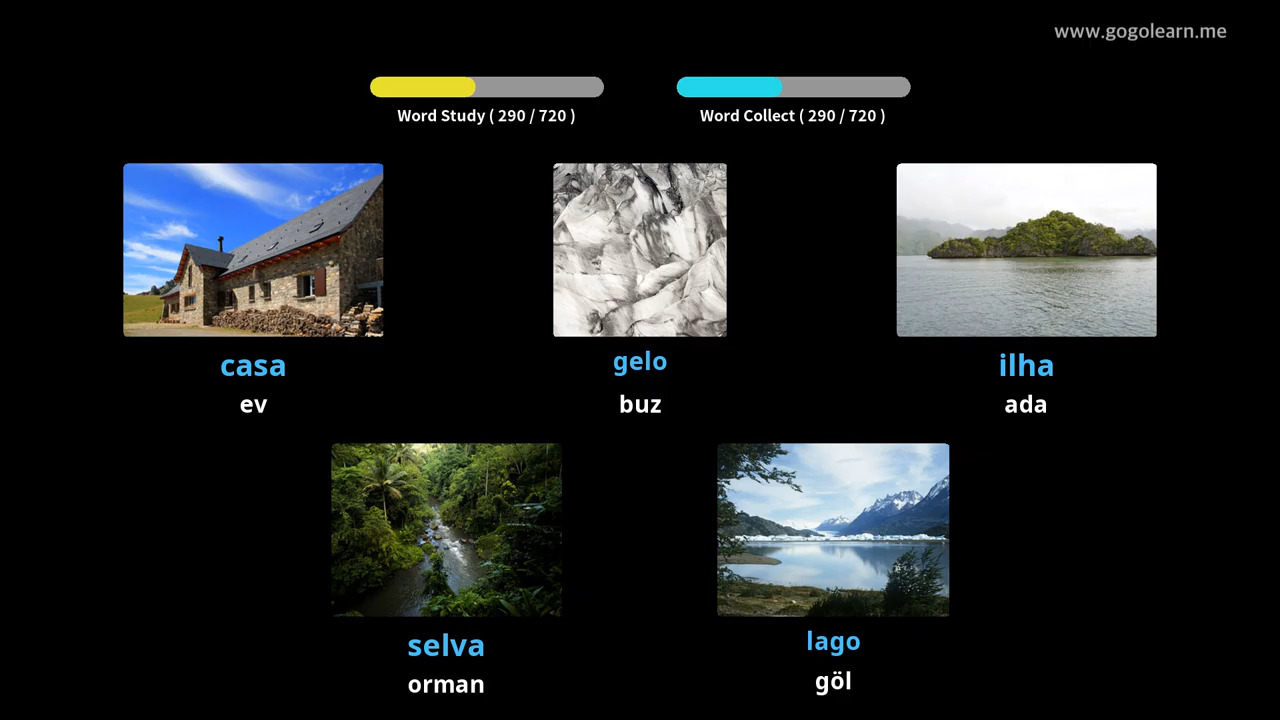 www.gogolearn.me
Word Study ( 290 / 720 )
Word Collect ( 290 / 720 )
casa
ev
gelo
buz
ilha
ada
selva
orman
lago
göl